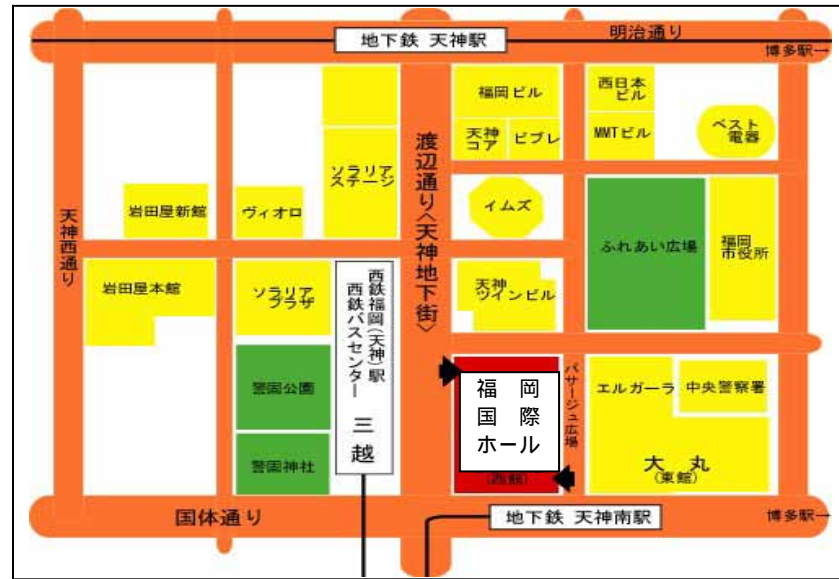 地下鉄 天神駅
明治通り
博多駅→
福岡ビル
天神
コア
ビブレ
西日本
ビル
MMTビル
ベスト
電器
ソラリア
ステージ
渡辺通り〈天神地下街〉
天神西通り
岩田屋新館
ヴィオロ
イムズ
ふれあい広場
福岡
市役所
岩田屋本館
ソラリア
プラザ
西鉄福岡(天神)駅
西鉄バスセンター
三越
天神
ツインビル
警固公園
警固神社
福岡
国際
ホール
(西館)
パサージュ広場
エルガーラ
中央警察署
大丸
(東館)
国体通り
地下鉄 天神南駅
博多駅→